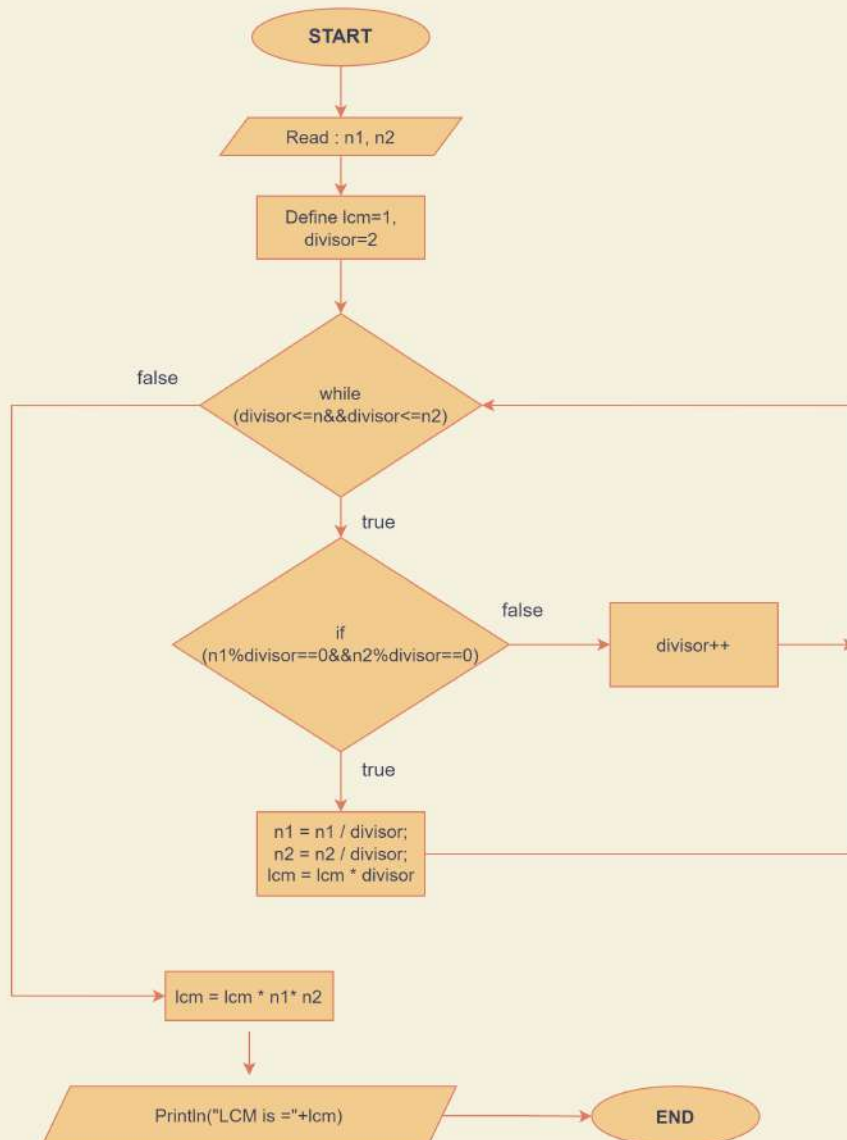 START
Read : n1, n2
Define lcm=1,
divisor=2
false
while
(divisor<=n&&divisor<=n2)
true
if
(n1%divisor==0&&n2%divisor==0)
false
divisor++
true
n1 = n1 / divisor;
n2 = n2 / divisor;
lcm = lcm * divisor
lcm = lcm * n1* n2
Println("LCM is ="+lcm)
END